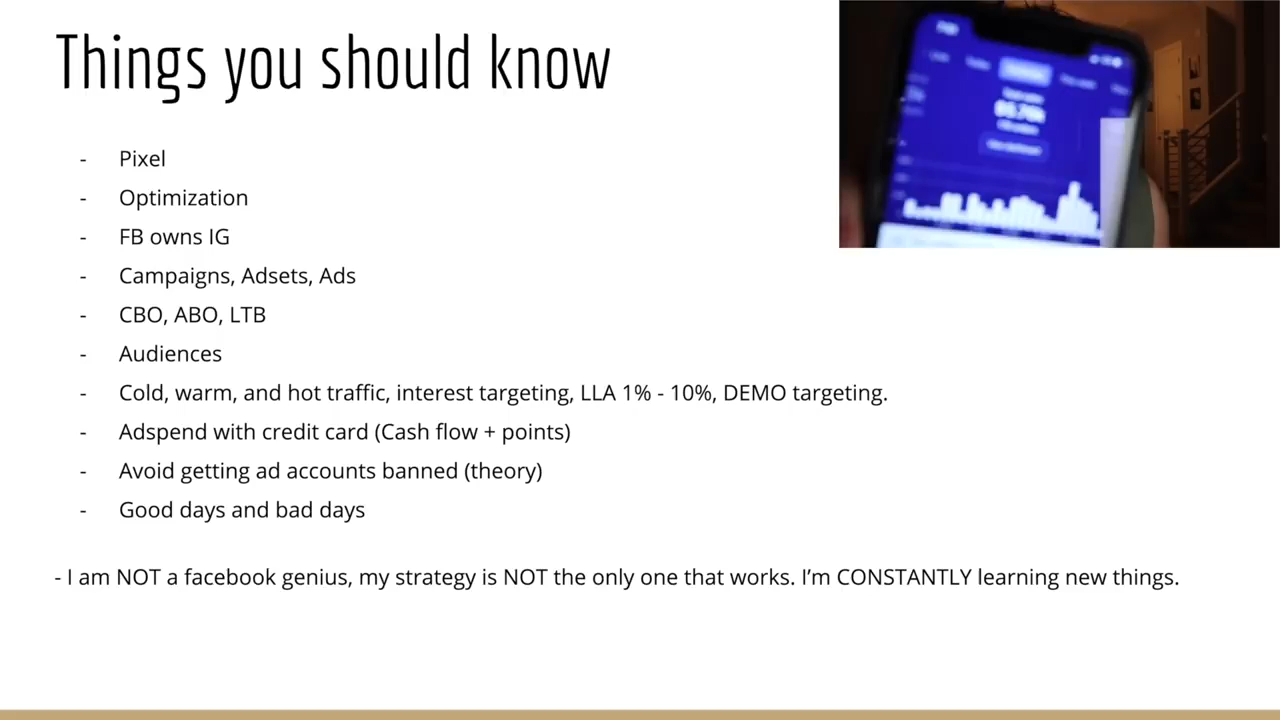 Things you should know
- Pixel
- Optimization
- FB owns IG
- Campaigns, Adsets, Ads
- CBO, ABO, LTB
- Audiences
- Cold, warm, and hot traffic, interest targeting, LLA 1% - 10%, DEMO targeting.
- Adspend with credit card (Cash flow + points)
- Avoid getting ad accounts banned (theory)
- Good days and bad days
- I am NOT a facebook genius, my strategy is NOT the only one that works. I’m CONSTANTLY learning new things.